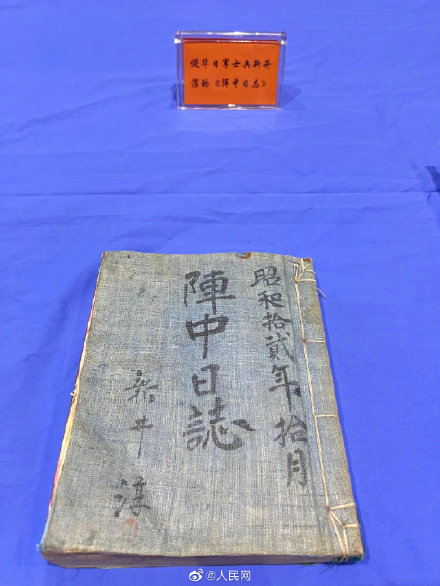 侵华日军士兵新井
淳的《阵中日志》
昭和拾貳年拾月
陣中日誌
新井淳
@人民网